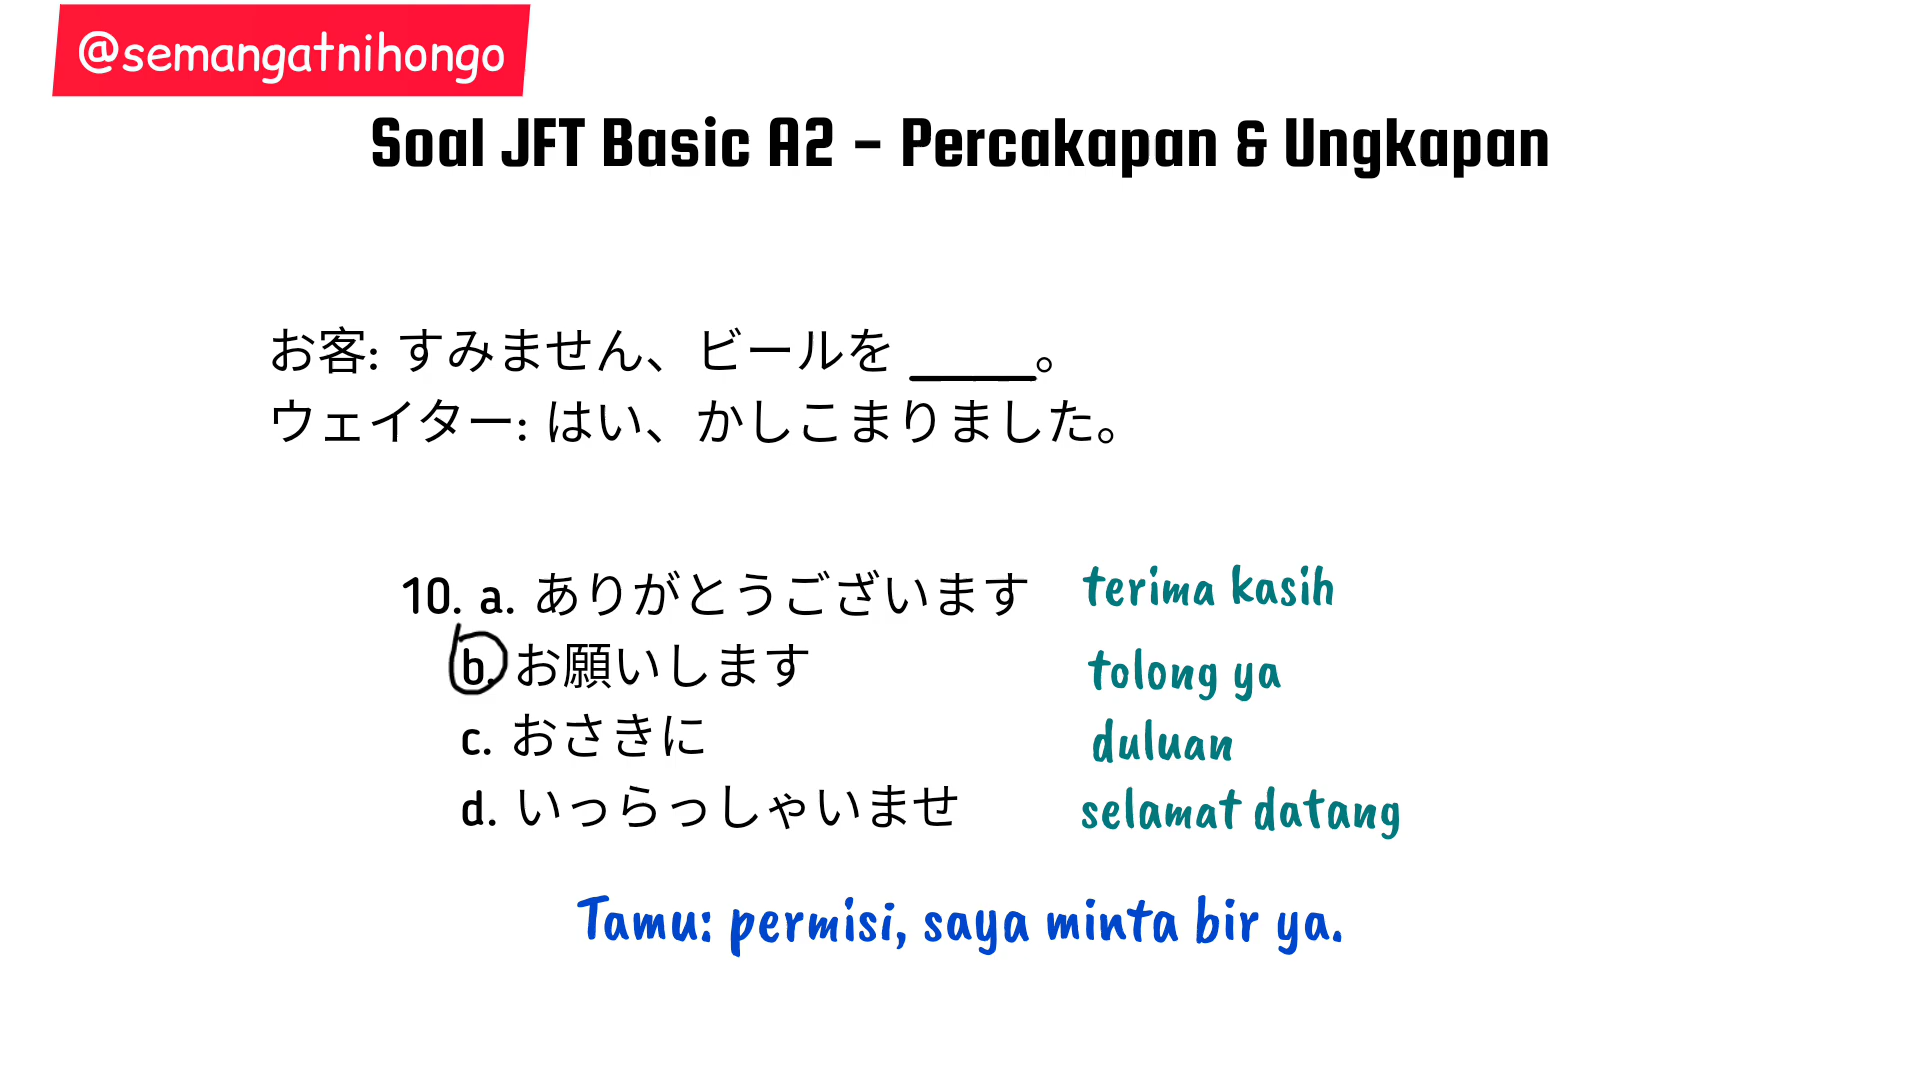 @semangatnihongo
Soal JFT Basic A2 - Percakapan & Ungkapan
お客: すみません、ビールを _____。
ウェイター: はい、かしこまりました。
10. a. ありがとうございます terima kasih
b. お願いします tolong ya
c. おさきに duluan
d. いっらっしゃいませ selamat datang
Tamu: permisi, saya minta bir ya.